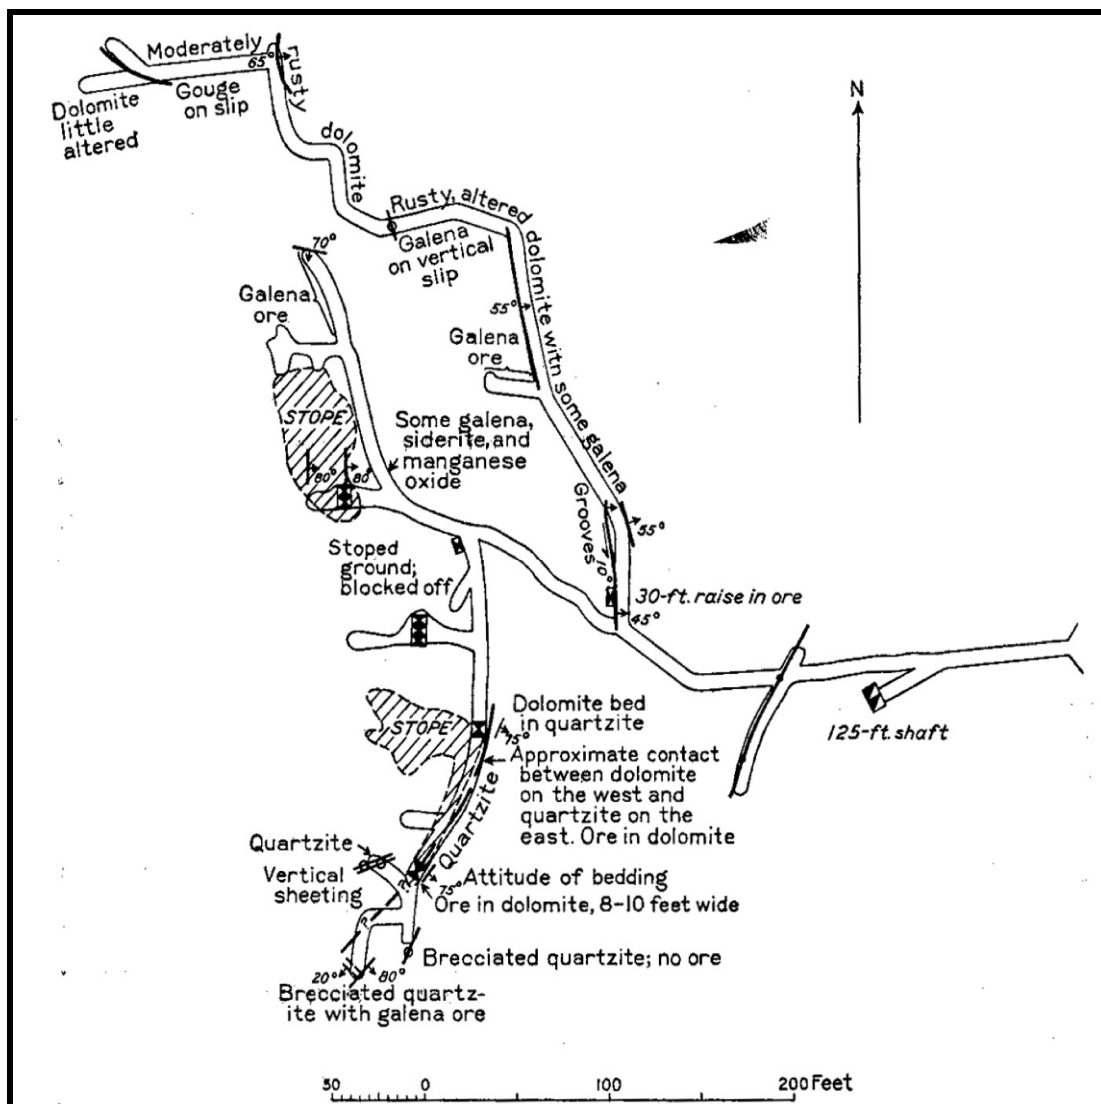 Moderately
rusty
65°
Gouge
on slip
Dolomite
little
altered
dolomite
N
Rusty, altered dolomite witn some galena
Galena
on vertical
slip
70°
Galena
ore
55°
Galena
ore
STOPE
80°
80°
Some galena,
siderite, and
manganese
oxide
Grooves
10°
55°
Stoped
ground;
blocked off
30-ft. raise in ore
45°
125-ft. shaft
STOPE
Dolomite bed
in quartzite
75°
Approximate contact
between dolomite
on the west and
quartzite on the
east. Ore in dolomite
Quartzite
Quartzite
Vertical
sheeting
?
75°
Attitude of bedding
Ore in dolomite, 8-10 feet wide
?
Brecciated quartzite; no ore
20°
80°
Brecciated quartz-
ite with galena ore
50 0 100 200 Feet